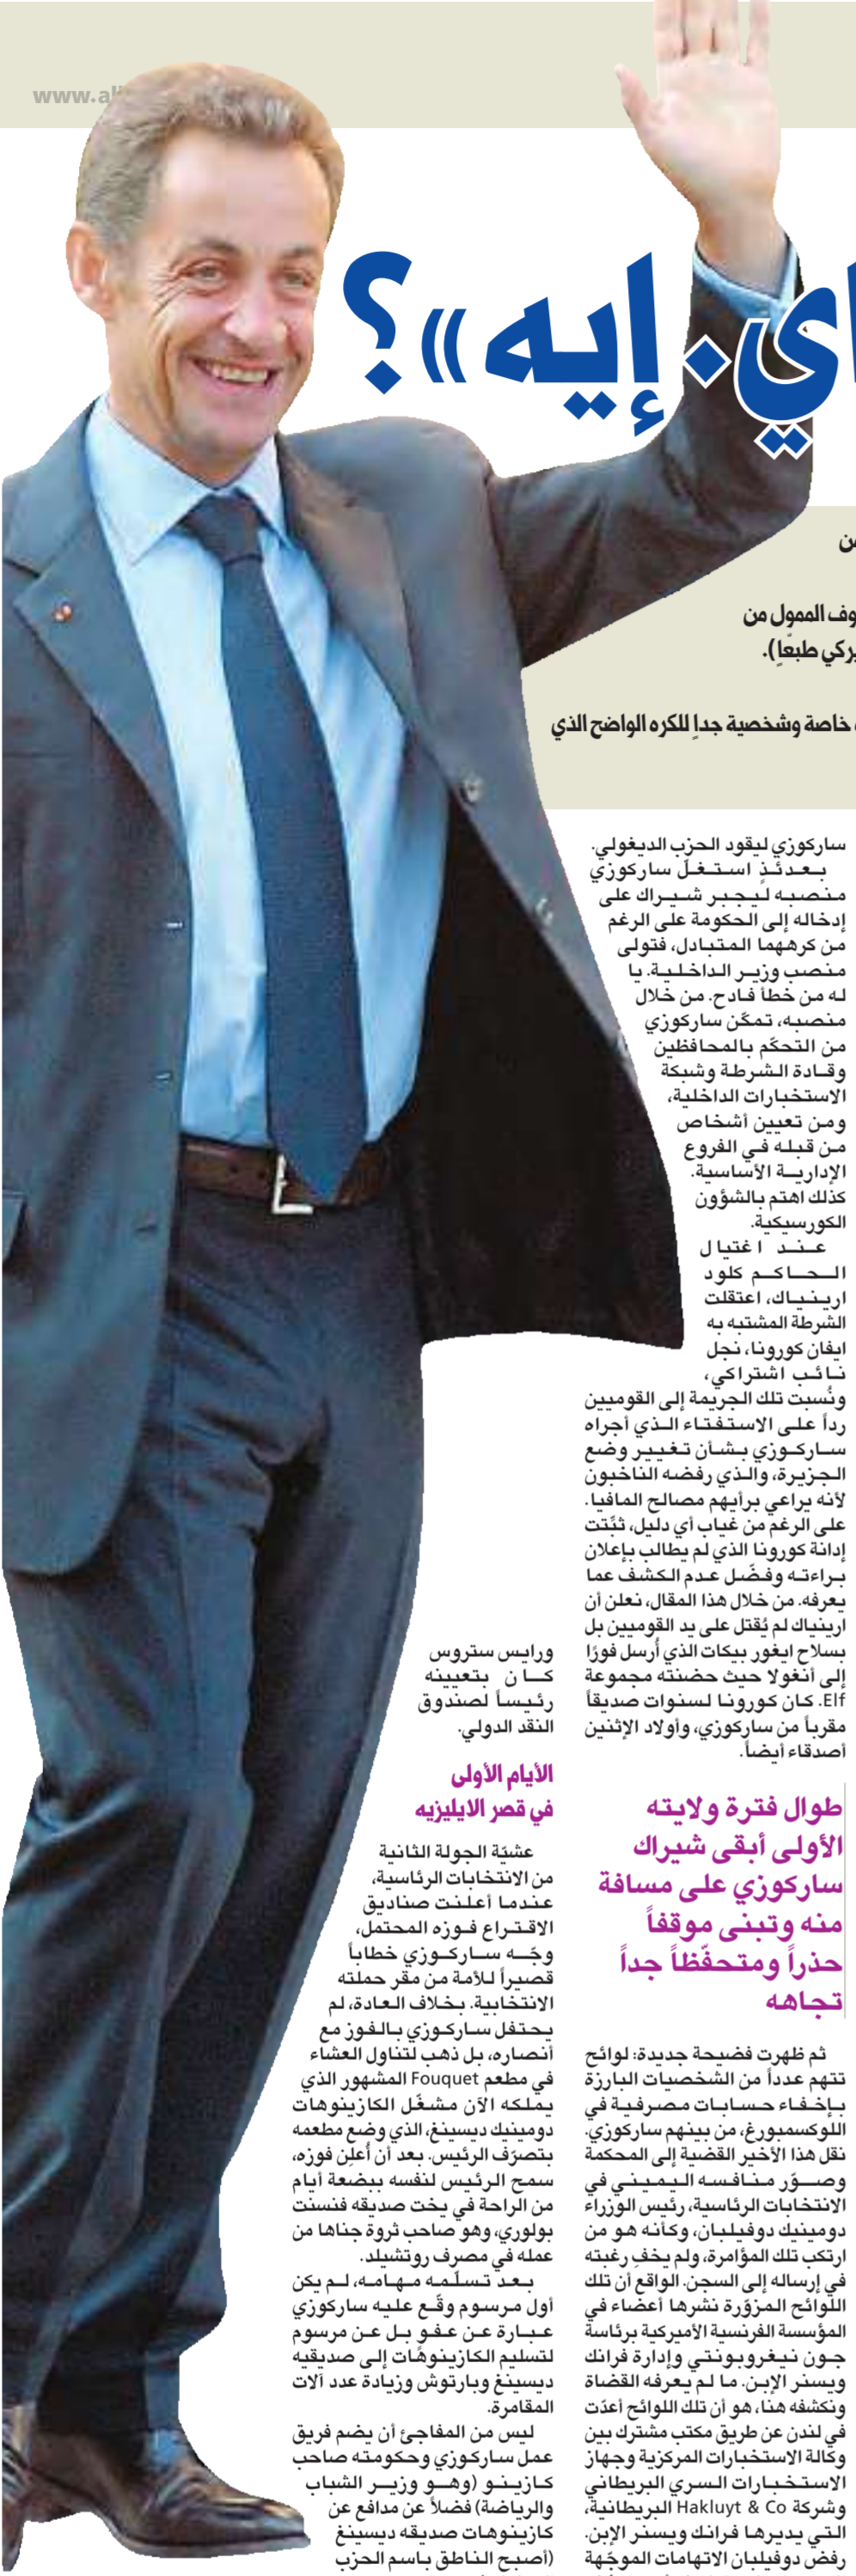 www.al
اي. إيه»؟
الممول من
طبعاً).
خاصة وشخصية جداً للكره الواضح الذي
ساركوزي ليقود الحزب الديغولي.
بعدئذٍ استغلّ ساركوزي
منصبه ليجبر شيراك على
إدخاله إلى الحكومة على الرغم
من كرههما المتبادل، فتولى
منصب وزير الداخلية. يا
له من خطأ فادح. من خلال
منصبه، تمكّن ساركوزي
من التحكّم بالمحافظين
وقادة الشرطة وشبكة
الاستخبارات الداخلية،
ومن تعيين أشخاص
من قبله في الفروع
الإدارية الأساسية.
كذلك اهتم بالشؤون
الكورسيكية.
عند اغتيال
الحاكم كلود
ارينياك، اعتقلت
الشرطة المشتبه به
ايفان كورونا، نجل
نائب اشتراكي،
ونُسبت تلك الجريمة إلى القوميين
رداً على الاستفتاء الذي أجراه
ساركوزي بشأن تغيير وضع
الجزيرة، والذي رفضه الناخبون
لأنه يراعي برأيهم مصالح المافيا.
على الرغم من غياب أي دليل، ثبّتت
إدانة كورونا الذي لم يطالب بإعلان
براءته وفضّل عدم الكشف عما
يعرفه. من خلال هذا المقال، نعلن أن
ارينياك لم يُقتل على يد القوميين بل
بسلاح ايغور بيكات الذي أُرسل فورًا
إلى أنغولا حيث حضنته مجموعة
Elf. كان كورونا لسنوات صديقاً
مقرباً من ساركوزي، وأولاد الإثنين
أصدقاء أيضاً.
طوال فترة ولايته
الأولى أبقى شيراك
ساركوزي على مسافة
منه وتبنى موقفاً
حذراً ومتحفّظاً جداً
تجاهه
ثم ظهرت فضيحة جديدة: لوائح
تتهم عدداً من الشخصيات البارزة
بإخفاء حسابات مصرفية في
اللوكسمبورغ، من بينهم ساركوزي.
نقل هذا الأخير القضية إلى المحكمة
وصوّر منافسه اليميني في
الانتخابات الرئاسية، رئيس الوزراء
دومينيك دوفيلبان، وكأنه هو من
ارتكب تلك المؤامرة، ولم يخفِ رغبته
في إرساله إلى السجن. الواقع أن تلك
اللوائح المزوّرة نشرها أعضاء في
المؤسسة الفرنسية الأميركية برئاسة
جون نيغروبونتي وإدارة فرانك
ويسنر الإبن. ما لم يعرفه القضاة
ونكشفه هنا، هو أن تلك اللوائح أُعدّت
في لندن عن طريق مكتب مشترك بين
وكالة الاستخبارات المركزية وجهاز
الاستخبارات السري البريطاني
وشركة Hakluyt & Co البريطانية،
التي يديرها فرانك ويسنر الإبن.
رفض دوفيلبان الاتهامات الموجّهة
ورايس ستروس
كان بتعيينه
رئيساً لصندوق
النقد الدولي.
الأيام الأولى
في قصر الايليزيه
عشيّة الجولة الثانية
من الانتخابات الرئاسية،
عندما أعلنت صناديق
الاقتراع فوزه المحتمل،
وجّه ساركوزي خطاباً
قصيراً للأمة من مقر حملته
الانتخابية. بخلاف العادة، لم
يحتفل ساركوزي بالفوز مع
أنصاره، بل ذهب لتناول العشاء
في مطعم Fouquet المشهور الذي
يملكه الآن مشغّل الكازينوهات
دومينيك ديسينغ، الذي وضع مطعمه
بتصرّف الرئيس. بعد أن أُعلِن فوزه،
سمح الرئيس لنفسه ببضعة أيام
من الراحة في يخت صديقه فنسنت
بولوري، وهو صاحب ثروة جناها من
عمله في مصرف روتشيلد.
بعد تسلّمه مهامه، لم يكن
أول مرسوم وقّع عليه ساركوزي
عبارة عن عفو بل عن مرسوم
لتسليم الكازينوهات إلى صديقيه
ديسينغ وبارتوش وزيادة عدد آلات
المقامرة.
ليس من المفاجئ أن يضم فريق
عمل ساركوزي وحكومته صاحب
كازينو (وهو وزير الشباب
والرياضة) فضلاً عن مدافع عن
كازينوهات صديقه ديسينغ
(أصبح الناطق باسم الحزب